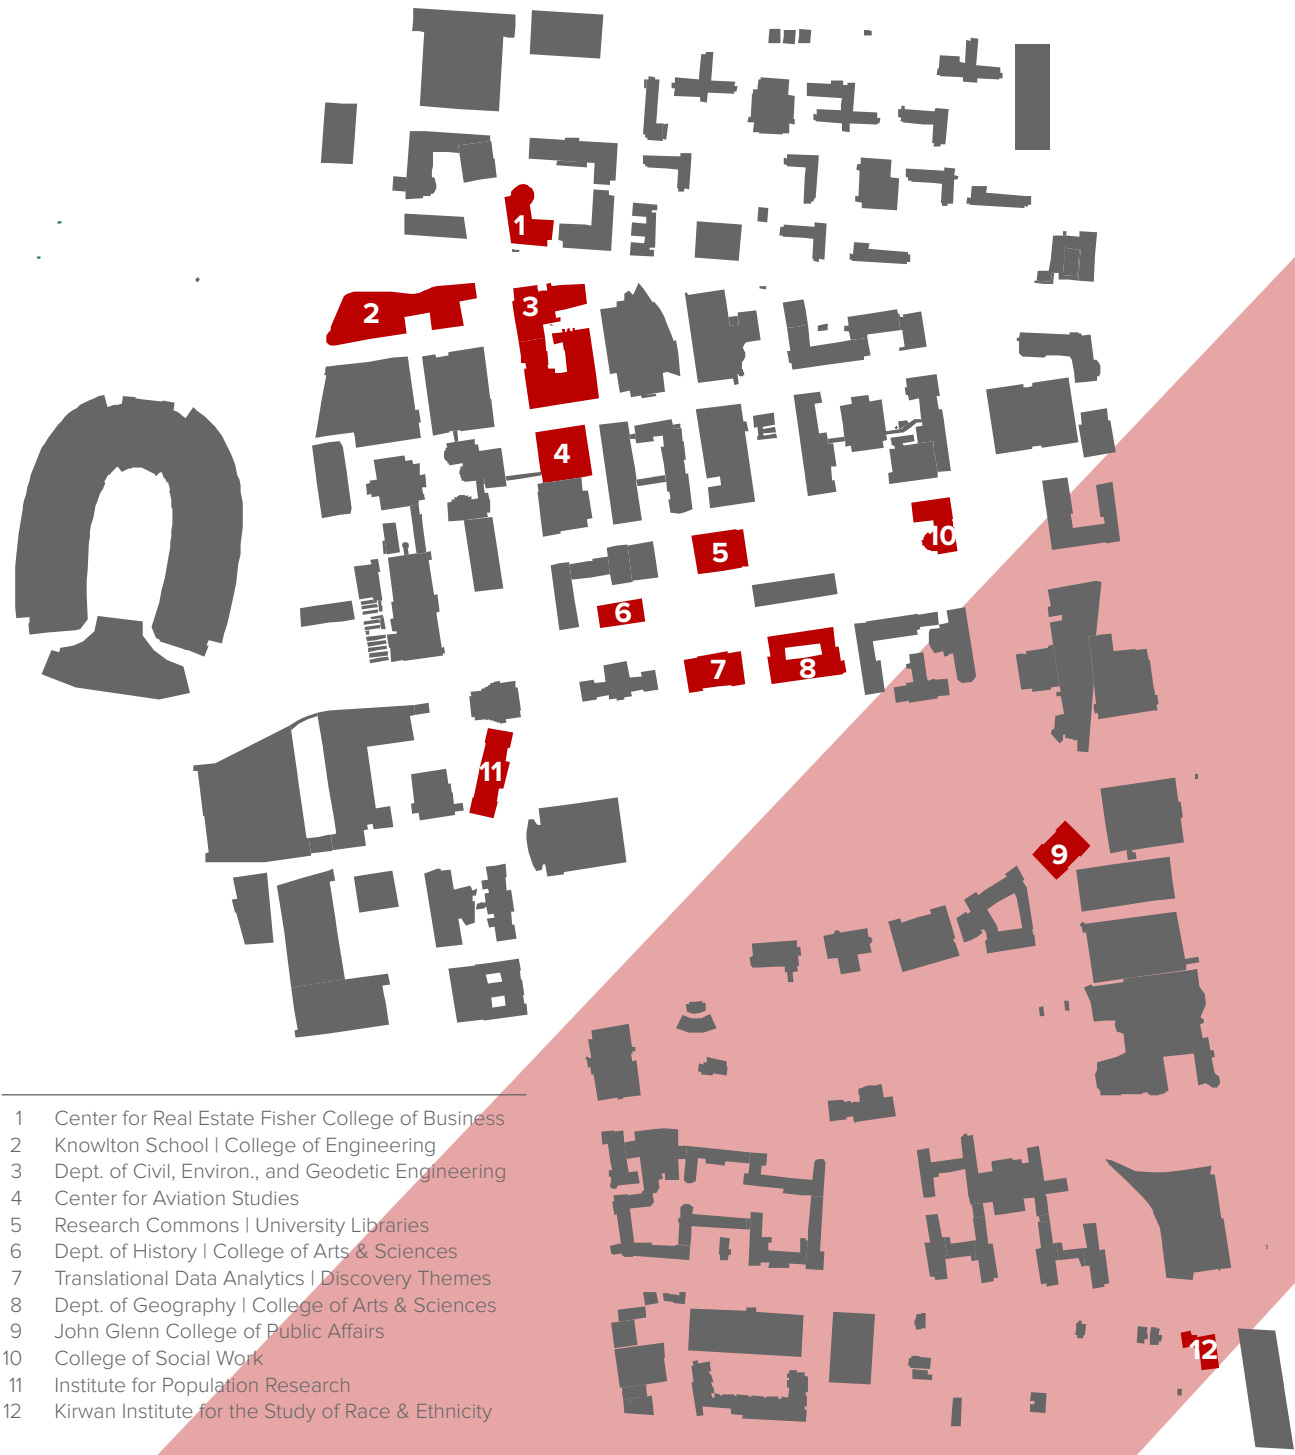 1
2
3
4
5
10
6
7
8
11
9
1 Center for Real Estate Fisher College of Business
2 Knowlton School | College of Engineering
3 Dept. of Civil, Environ., and Geodetic Engineering
4 Center for Aviation Studies
5 Research Commons | University Libraries
6 Dept. of History | College of Arts & Sciences
7 Translational Data Analytics | Discovery Themes
8 Dept. of Geography | College of Arts & Sciences
9 John Glenn College of Public Affairs
10 College of Social Work
11 Institute for Population Research
12 Kirwan Institute for the Study of Race & Ethnicity
12